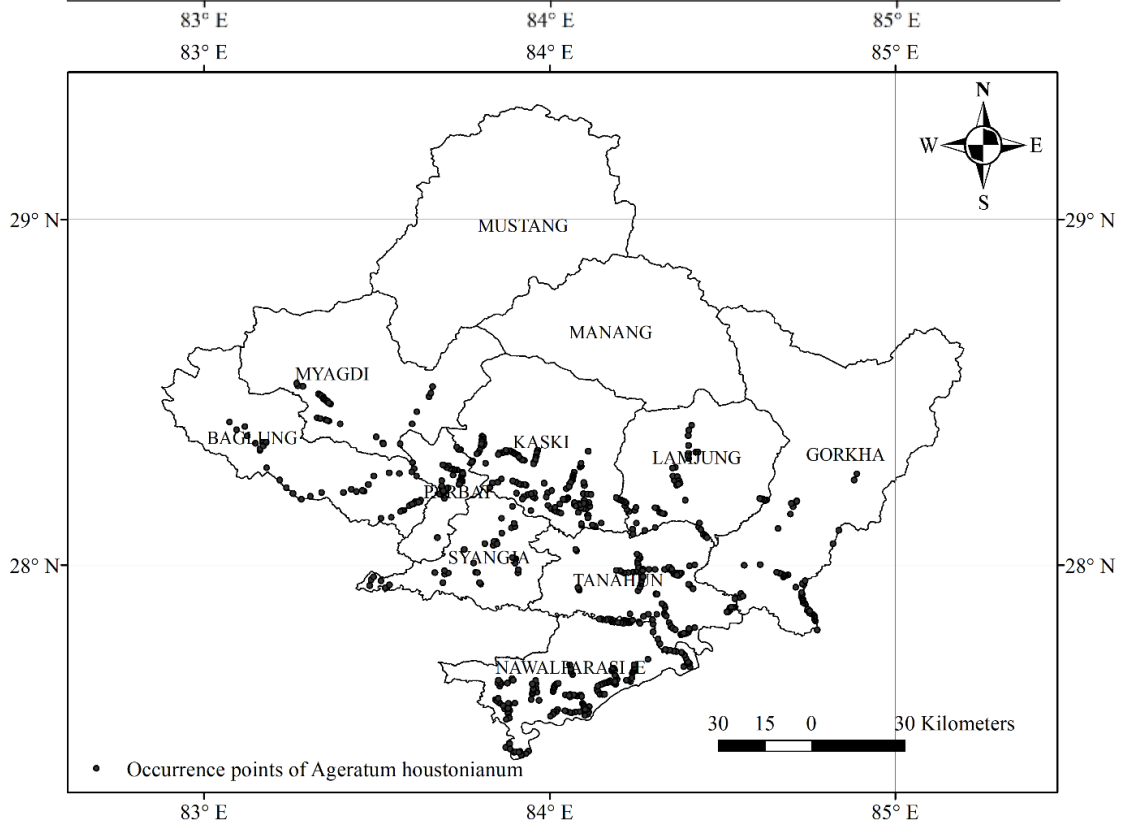 83° E 84° E 85° E
83° E 84° E 85° E
N
W E
S
29° N 29° N
MUSTANG
MANANG
MYAGDI
BAGLUNG KASKI
LAMJUNG GORKHA
PARBAT
SYANGJA
28° N 28° N
TANAHUN
NAWALPARASI_E
30 15 0 30 Kilometers
Occurrence points of Ageratum houstonianum
83° E 84° E 85° E